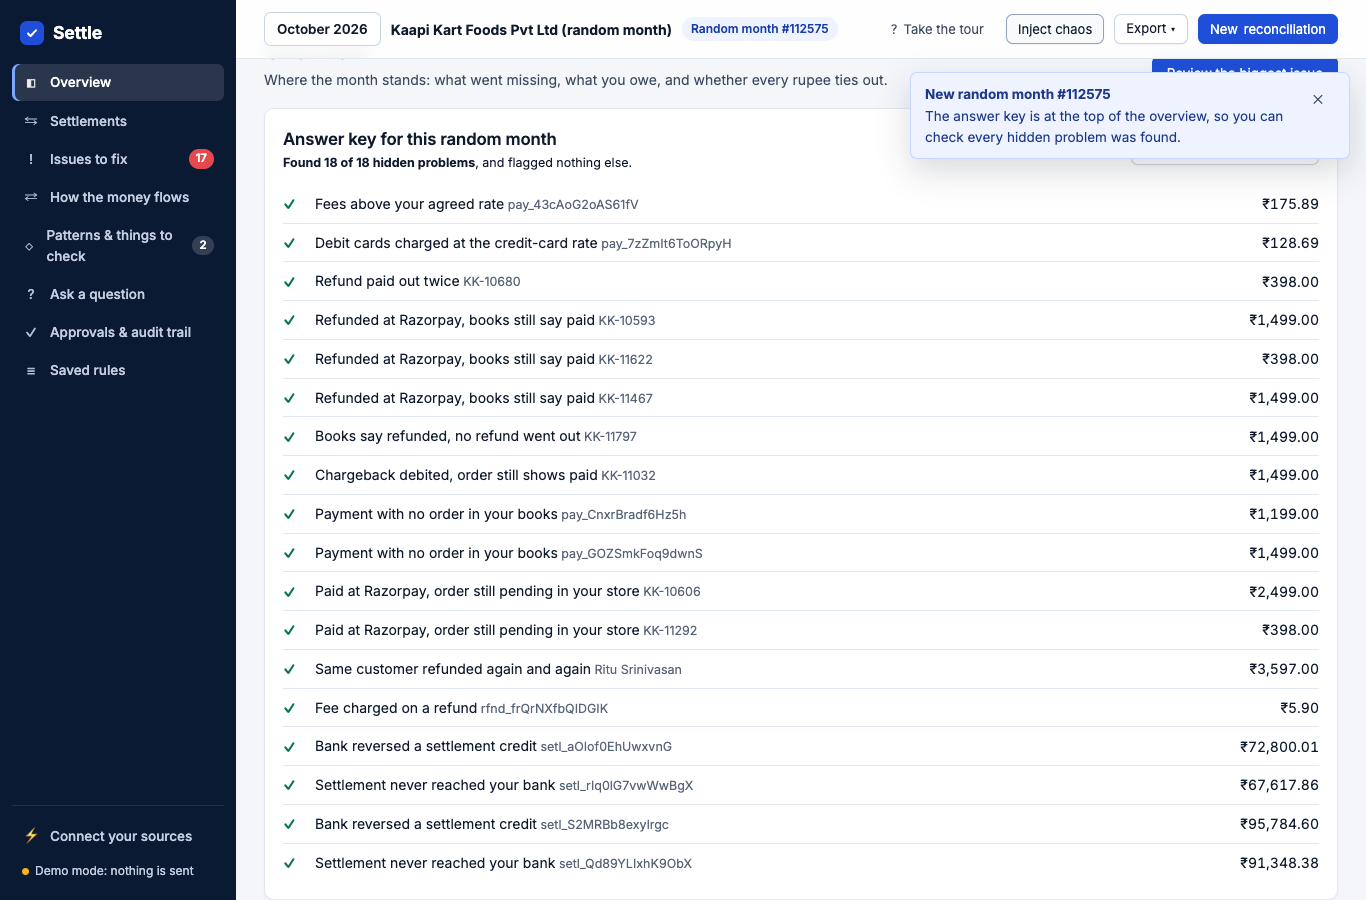 Settle
Overview
Settlements
Issues to fix 17
How the money flows
Patterns & things to check 2
Ask a question
Approvals & audit trail
Saved rules
Connect your sources
Demo mode: nothing is sent
October 2026 Kaapi Kart Foods Pvt Ltd (random month) Random month #112575 ? Take the tour Inject chaos Export New reconciliation
Where the month stands: what went missing, what you owe, and whether every rupee ties out.
Review the biggest issue
New random month #112575
The answer key is at the top of the overview, so you can
check every hidden problem was found.
Answer key for this random month
Found 18 of 18 hidden problems, and flagged nothing else.
Fees above your agreed rate pay_43cAoG2oAS61fV ₹175.89
Debit cards charged at the credit-card rate pay_7zZmIt6ToORpyH ₹128.69
Refund paid out twice KK-10680 ₹398.00
Refunded at Razorpay, books still say paid KK-10593 ₹1,499.00
Refunded at Razorpay, books still say paid KK-11622 ₹398.00
Refunded at Razorpay, books still say paid KK-11467 ₹1,499.00
Books say refunded, no refund went out KK-11797 ₹1,499.00
Chargeback debited, order still shows paid KK-11032 ₹1,499.00
Payment with no order in your books pay_CnxrBradf6Hz5h ₹1,199.00
Payment with no order in your books pay_GOZSmkFoq9dwnS ₹1,499.00
Paid at Razorpay, order still pending in your store KK-10606 ₹2,499.00
Paid at Razorpay, order still pending in your store KK-11292 ₹398.00
Same customer refunded again and again Ritu Srinivasan ₹3,597.00
Fee charged on a refund rfnd_frQrNXfbQIDGIK ₹5.90
Bank reversed a settlement credit setl_aOlof0EhUwxvnG ₹72,800.01
Settlement never reached your bank setl_rIq0lG7vwWwBgX ₹67,617.86
Bank reversed a settlement credit setl_S2MRBb8exyIrgc ₹95,784.60
Settlement never reached your bank setl_Qd89YLIxhK9ObX ₹91,348.38